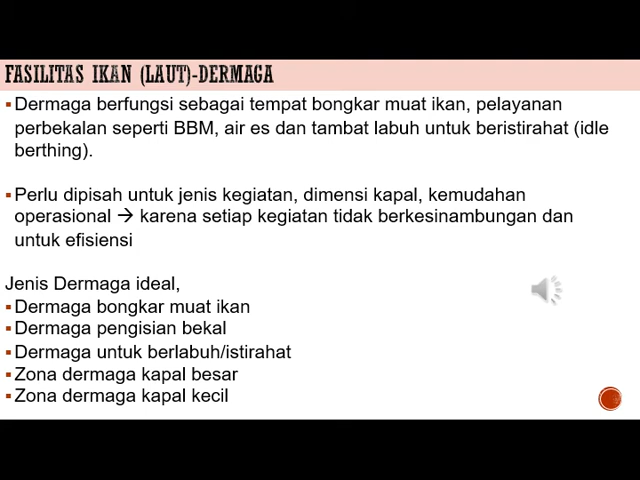 FASILITAS IKAN (LAUT)-DERMAGA
▪Dermaga berfungsi sebagai tempat bongkar muat ikan, pelayanan
perbekalan seperti BBM, air es dan tambat labuh untuk beristirahat (idle
berthing).
▪Perlu dipisah untuk jenis kegiatan, dimensi kapal, kemudahan
operasional → karena setiap kegiatan tidak berkesinambungan dan
untuk efisiensi
Jenis Dermaga ideal,
▪Dermaga bongkar muat ikan
▪Dermaga pengisian bekal
▪Dermaga untuk berlabuh/istirahat
▪Zona dermaga kapal besar
▪Zona dermaga kapal kecil